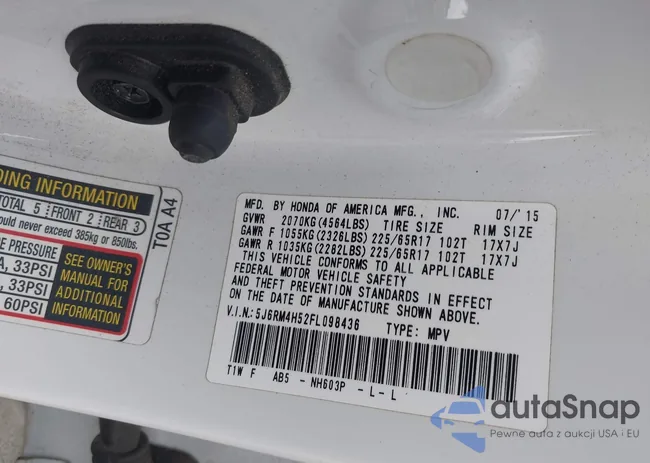 DING INFORMATION
TOTAL 5 FRONT 2 REAR 3
ould never exceed 385kg or 850lbs.
E PRESSURE
A, 33PSI
, 33PSI
60PSI
SEE OWNER'S
MANUAL FOR
ADDITIONAL
INFORMATION
T0A A4
MFD. BY HONDA OF AMERICA MFG., INC. 07/'15
GVWR 2070KG(4564LBS) TIRE SIZE RIM SIZE
GAWR F 1055KG(2326LBS) 225/65R17 102T 17X7J
GAWR R 1035KG(2282LBS) 225/65R17 102T 17X7J
THIS VEHICLE CONFORMS TO ALL APPLICABLE
FEDERAL MOTOR VEHICLE SAFETY
AND THEFT PREVENTION STANDARDS IN EFFECT
ON THE DATE OF MANUFACTURE SHOWN ABOVE.
V.I.N.: 5J6RM4H52FL098436 TYPE: MPV
T1W F AB5 - NH603P - L - L
autaSnap
Pewne auta z aukcji USA i EU